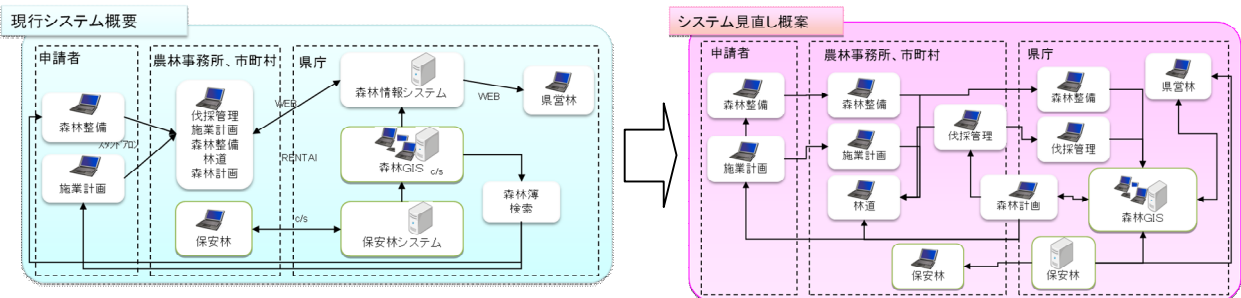 現行システム概要
申請者
農林事務所、市町村
県庁
森林整備
スタンドアロン
施業計画
伐採管理
施業計画
森林整備
林道
森林計画
保安林
WEB
RENTAI
c/s
森林情報システム
WEB
県営林
森林GIS c/s
森林簿
検索
保安林システム
システム見直し概案
申請者
農林事務所、市町村
県庁
森林整備
施業計画
森林整備
施業計画
林道
伐採管理
森林計画
保安林
森林整備
伐採管理
県営林
森林GIS
保安林